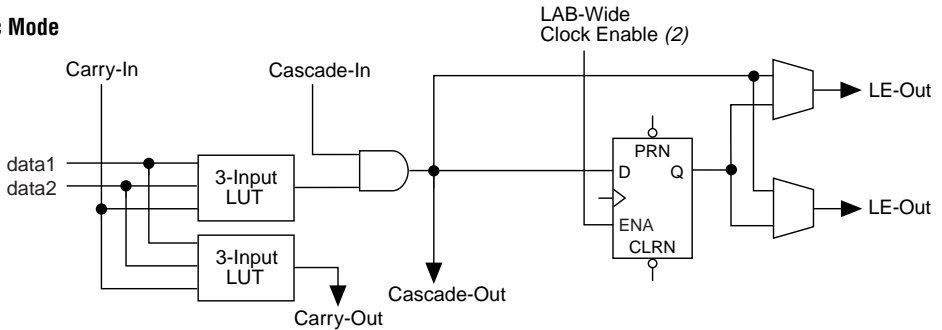 c Mode
LAB-Wide
Clock Enable (2)
Carry-In
Cascade-In
LE-Out
data1
data2
3-Input
LUT
PRN
D
Q
ENA
CLRN
LE-Out
3-Input
LUT
Cascade-Out
Carry-Out